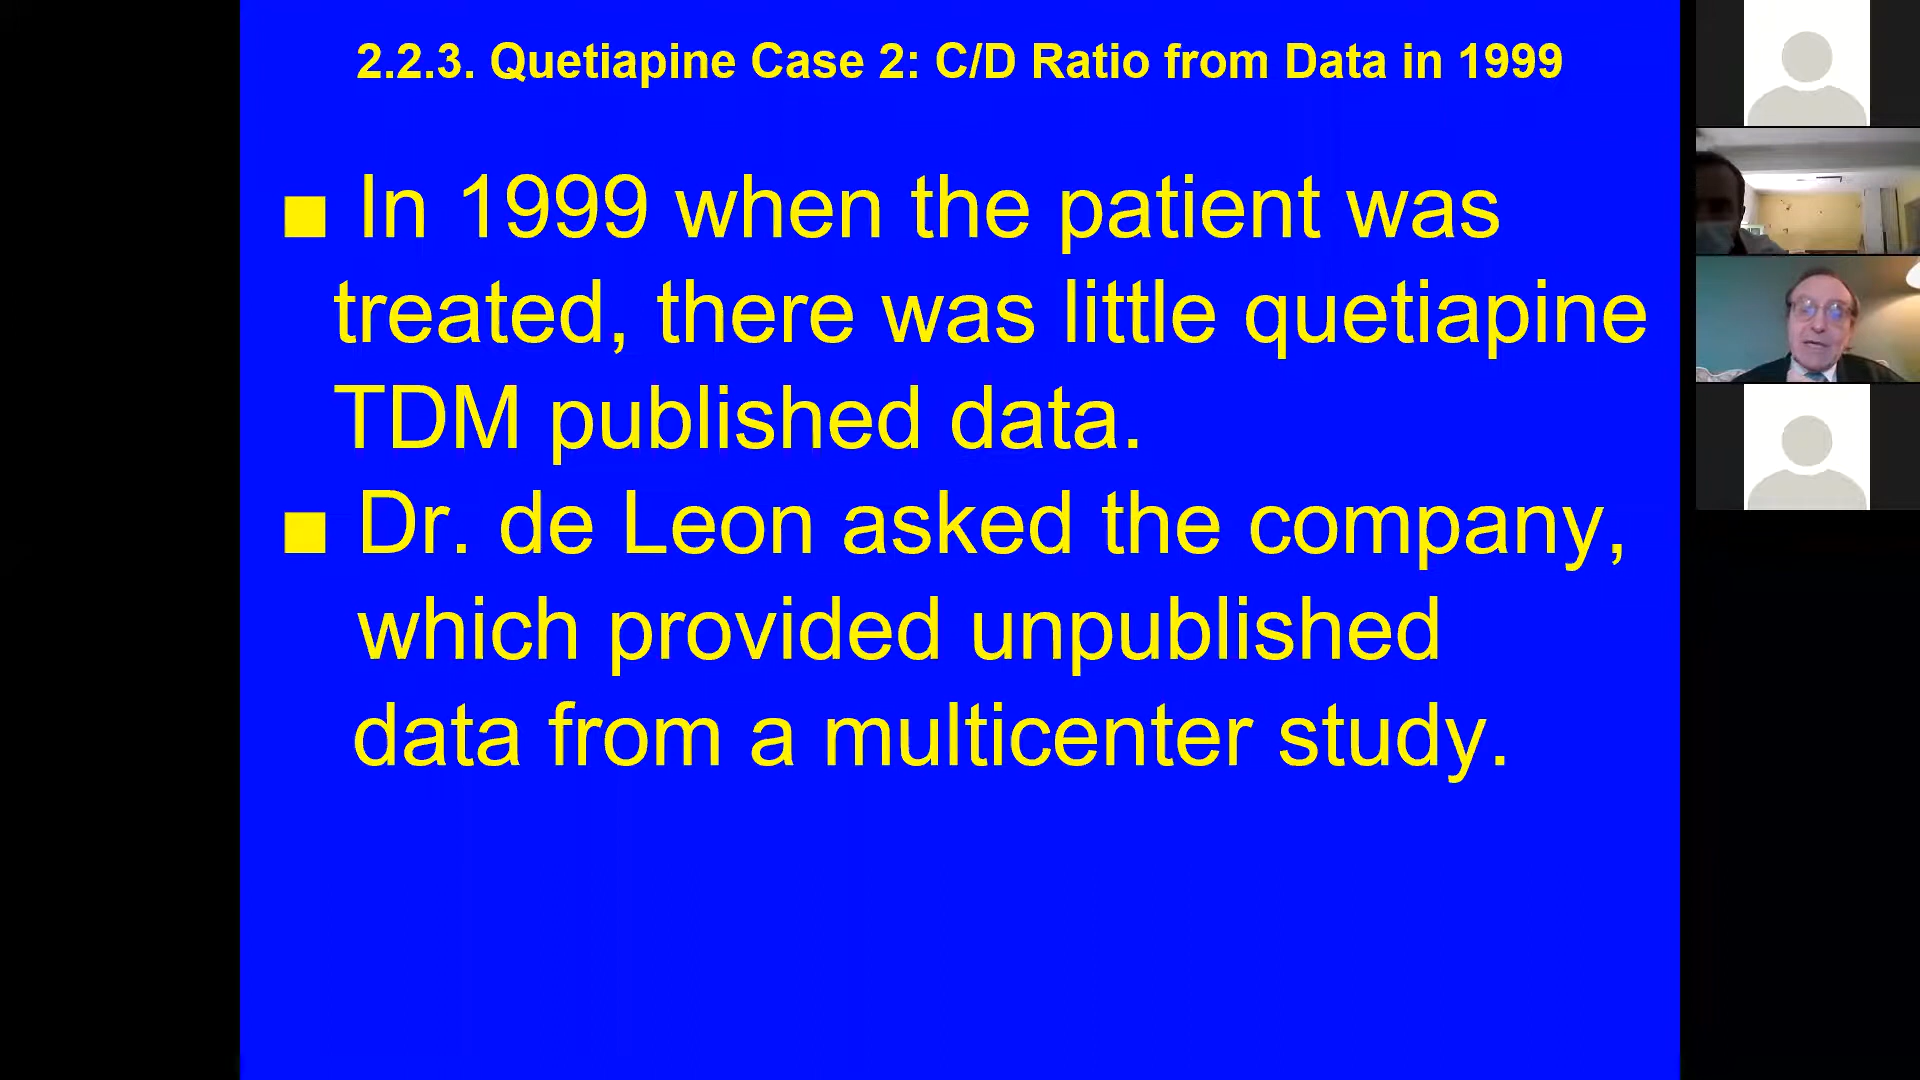 2.2.3. Quetiapine Case 2: C/D Ratio from Data in 1999
■ In 1999 when the patient was
treated, there was little quetiapine
TDM published data.
■ Dr. de Leon asked the company,
which provided unpublished
data from a multicenter study.